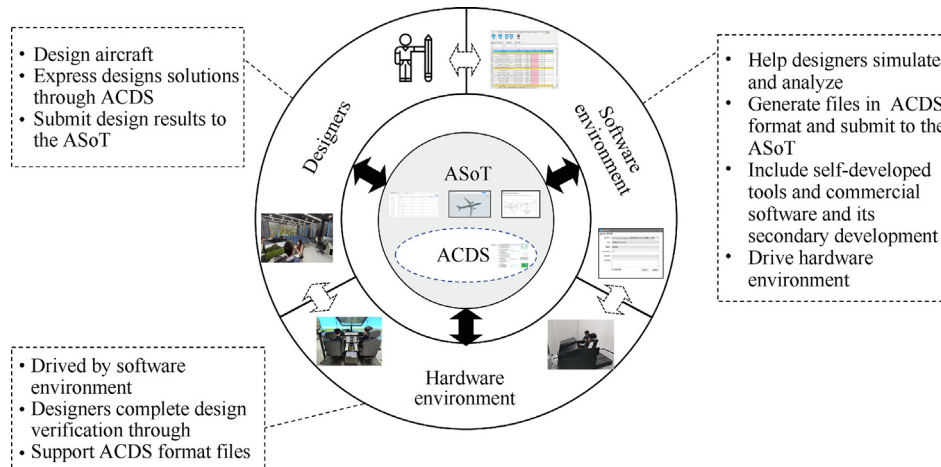 • Design aircraft
• Express designs solutions
through ACDS
• Submit design results to
the ASoT
Designers
Software
environment
ASoT
ACDS
Hardware
environment
• Help designers simulate
and analyze
• Generate files in ACDS
format and submit to the
ASoT
• Include self-developed
tools and commercial
software and its
secondary development
• Drive hardware
environment
• Drived by software
environment
• Designers complete design
verification through
• Support ACDS format files